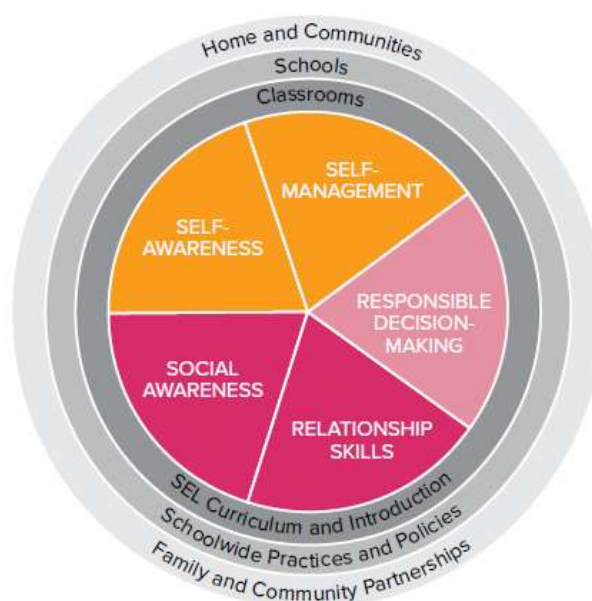 Home and Communities
Schools
Classrooms
SELF-
MANAGEMENT
SELF-
AWARENESS
RESPONSIBLE
DECISION-
MAKING
SOCIAL
AWARENESS
RELATIONSHIP
SKILLS
SEL Curriculum and Introduction
Schoolwide Practices and Policies
Family and Community Partnerships